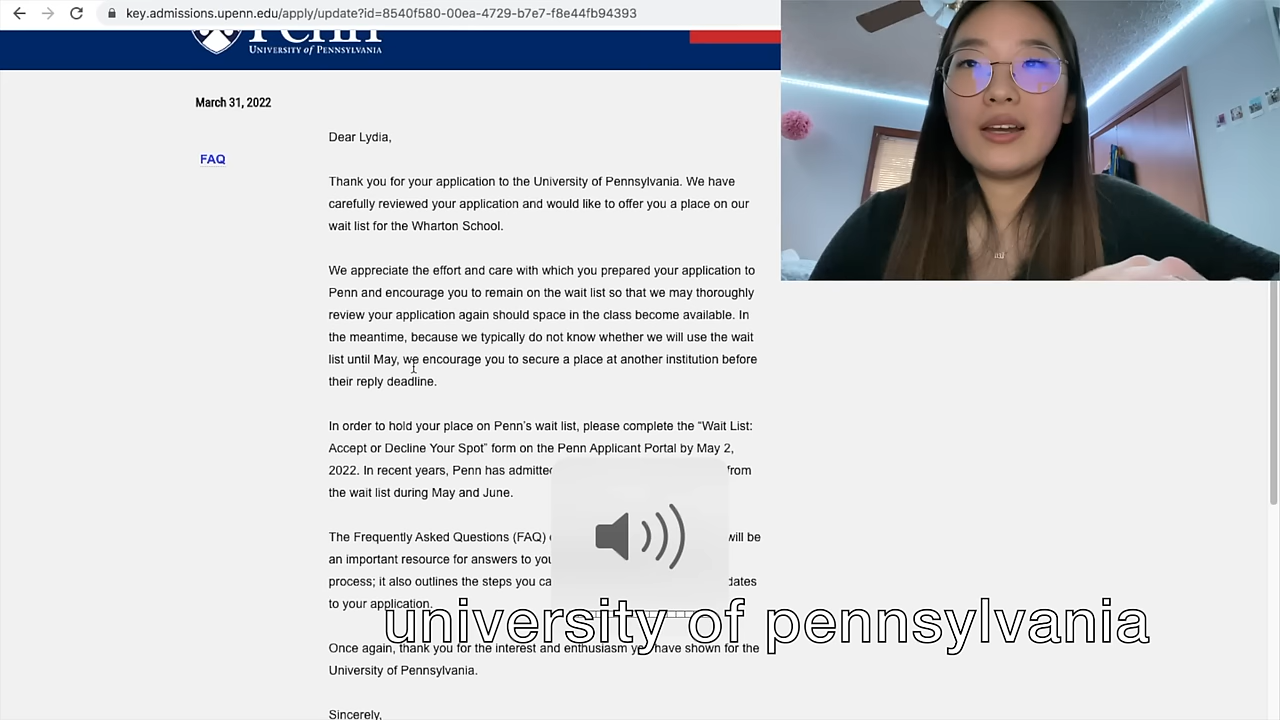 key.admissions.upenn.edu/apply/update?id=8540f580-00ea-4729-b7e7-f8e44fb94393
Penn
UNIVERSITY of PENNSYLVANIA
March 31, 2022
FAQ
Dear Lydia,
Thank you for your application to the University of Pennsylvania. We have
carefully reviewed your application and would like to offer you a place on our
wait list for the Wharton School.
We appreciate the effort and care with which you prepared your application to
Penn and encourage you to remain on the wait list so that we may thoroughly
review your application again should space in the class become available. In
the meantime, because we typically do not know whether we will use the wait
list until May, we encourage you to secure a place at another institution before
their reply deadline.
In order to hold your place on Penn's wait list, please complete the “Wait List:
Accept or Decline Your Spot” form on the Penn Applicant Portal by May 2,
2022. In recent years, Penn has admitted from
the wait list during May and June.
The Frequently Asked Questions (FAQ) will be
an important resource for answers to
process; it also outlines the steps you
to your application.
university of pennsylvania
Once again, thank you for the interest and enthusiasm have shown for the
University of Pennsylvania.
Sincerely,